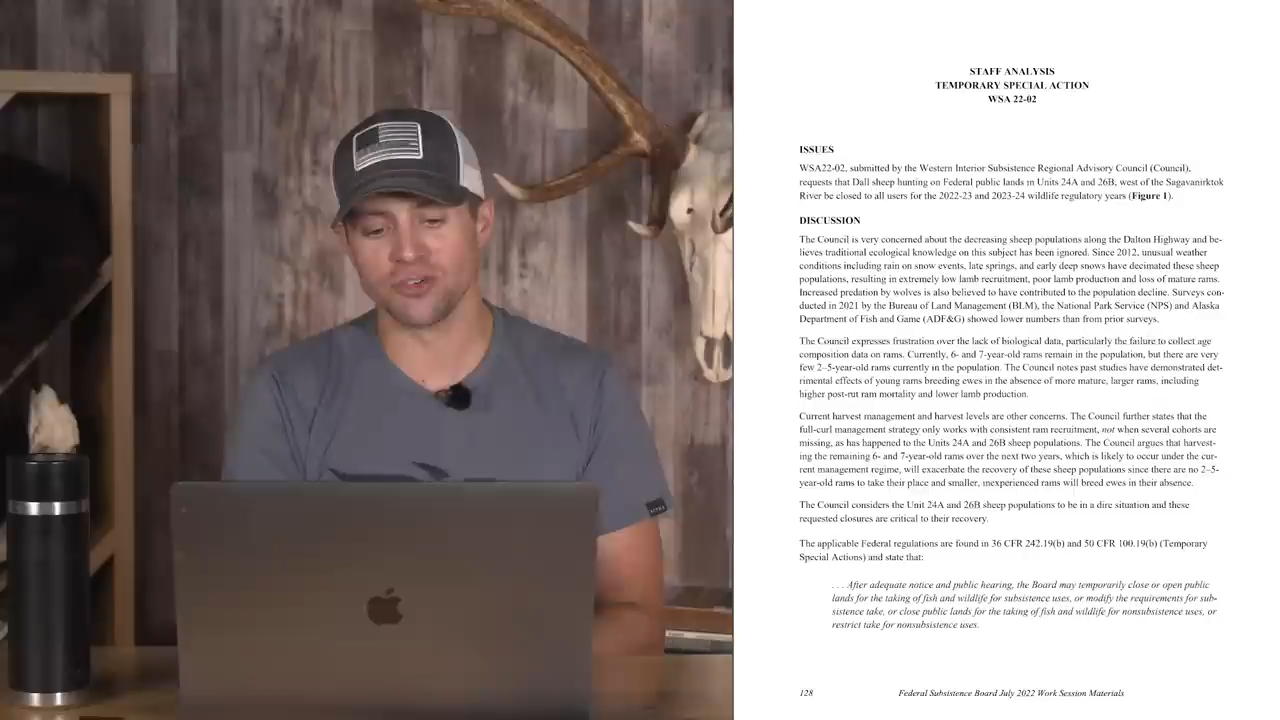 STAFF ANALYSIS
TEMPORARY SPECIAL ACTION
WSA 22-02
ISSUES
WSA22-02, submitted by the Western Interior Subsistence Regional Advisory Council (Council),
requests that Dall sheep hunting on Federal public lands in Units 24A and 26B, west of the Sagavanirktok
River be closed to all users for the 2022-23 and 2023-24 wildlife regulatory years (Figure 1).
DISCUSSION
The Council is very concerned about the decreasing sheep populations along the Dalton Highway and be-
lieves traditional ecological knowledge on this subject has been ignored. Since 2012, unusual weather
conditions including rain on snow events, late springs, and early deep snows have decimated these sheep
populations, resulting in extremely low lamb recruitment, poor lamb production and loss of mature rams.
Increased predation by wolves is also believed to have contributed to the population decline. Surveys con-
ducted in 2021 by the Bureau of Land Management (BLM), the National Park Service (NPS) and Alaska
Department of Fish and Game (ADF&G) showed lower numbers than from prior surveys.
The Council expresses frustration over the lack of biological data, particularly the failure to collect age
composition data on rams. Currently, 6- and 7-year-old rams remain in the population, but there are very
few 2–5-year-old rams currently in the population. The Council notes past studies have demonstrated det-
rimental effects of young rams breeding ewes in the absence of more mature, larger rams, including
higher post-rut ram mortality and lower lamb production.
Current harvest management and harvest levels are other concerns. The Council further states that the
full-curl management strategy only works with consistent ram recruitment, not when several cohorts are
missing, as has happened to the Units 24A and 26B sheep populations. The Council argues that harvest-
ing the remaining 6- and 7-year-old rams over the next two years, which is likely to occur under the cur-
rent management regime, will exacerbate the recovery of these sheep populations since there are no 2–5-
year-old rams to take their place and smaller, inexperienced rams will breed ewes in their absence.
The Council considers the Unit 24A and 26B sheep populations to be in a dire situation and these
requested closures are critical to their recovery.
The applicable Federal regulations are found in 36 CFR 242.19(b) and 50 CFR 100.19(b) (Temporary
Special Actions) and state that:
. . . After adequate notice and public hearing, the Board may temporarily close or open public
lands for the taking of fish and wildlife for subsistence uses, or modify the requirements for sub-
sistence take, or close public lands for the taking of fish and wildlife for nonsubsistence uses, or
restrict take for nonsubsistence uses.
128 Federal Subsistence Board July 2022 Work Session Materials